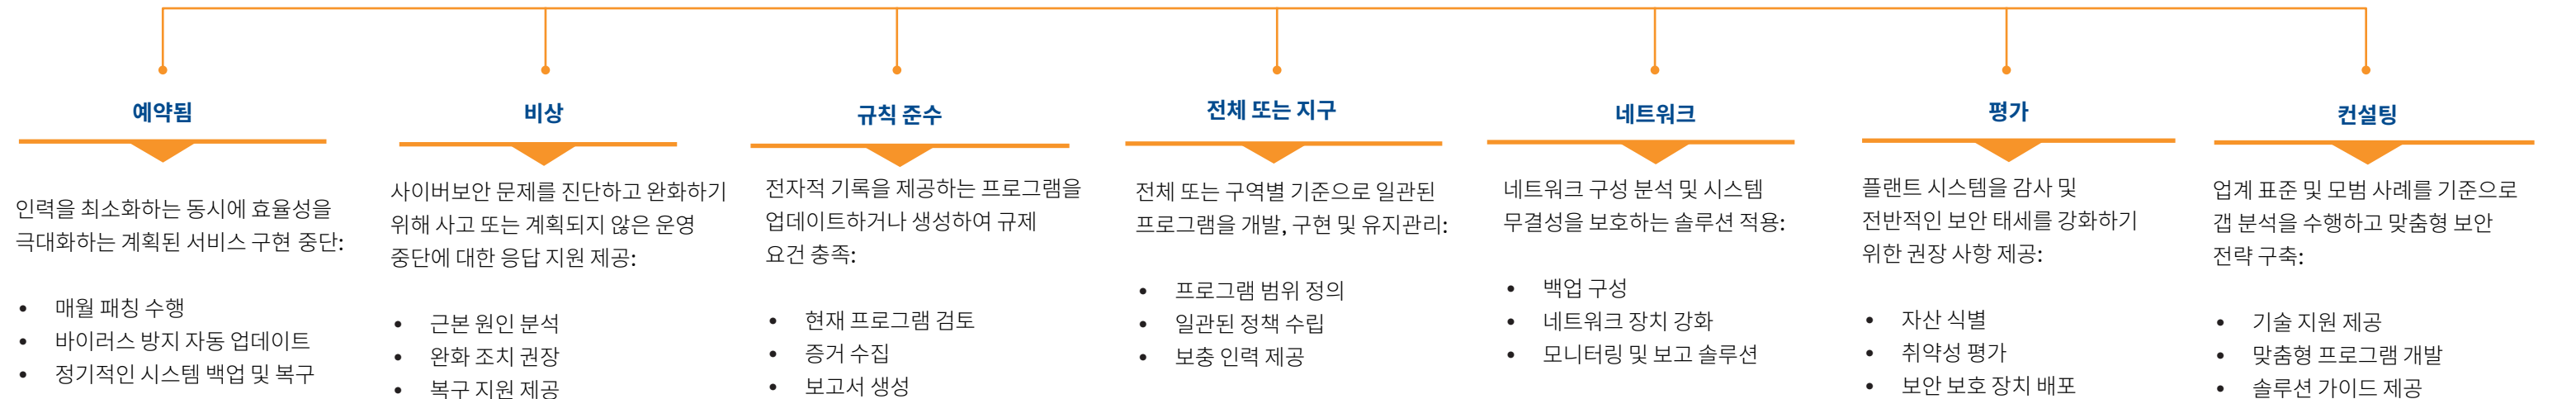 예약됨
인력을 최소화하는 동시에 효율성을
극대화하는 계획된 서비스 구현 중단:
• 매월 패칭 수행
• 바이러스 방지 자동 업데이트
• 정기적인 시스템 백업 및 복구
비상
사이버보안 문제를 진단하고 완화하기
위해 사고 또는 계획되지 않은 운영
중단에 대한 응답 지원 제공:
• 근본 원인 분석
• 완화 조치 권장
• 복구 지원 제공
규칙 준수
전자적 기록을 제공하는 프로그램을
업데이트하거나 생성하여 규제
요건 충족:
• 현재 프로그램 검토
• 증거 수집
• 보고서 생성
전체 또는 지구
전체 또는 구역별 기준으로 일관된
프로그램을 개발, 구현 및 유지관리:
• 프로그램 범위 정의
• 일관된 정책 수립
• 보충 인력 제공
네트워크
네트워크 구성 분석 및 시스템
무결성을 보호하는 솔루션 적용:
• 백업 구성
• 네트워크 장치 강화
• 모니터링 및 보고 솔루션
평가
플랜트 시스템을 감사 및
전반적인 보안 태세를 강화하기
위한 권장 사항 제공:
• 자산 식별
• 취약성 평가
• 보안 보호 장치 배포
컨설팅
업계 표준 및 모범 사례를 기준으로
갭 분석을 수행하고 맞춤형 보안
전략 구축:
• 기술 지원 제공
• 맞춤형 프로그램 개발
• 솔루션 가이드 제공